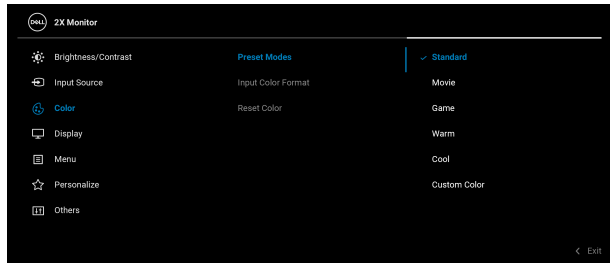 DELL 2X Monitor
Brightness/Contrast Preset Modes Standard
Input Source Input Color Format Movie
Color Reset Color Game
Display Warm
Menu Cool
Personalize Custom Color
Others
Exit